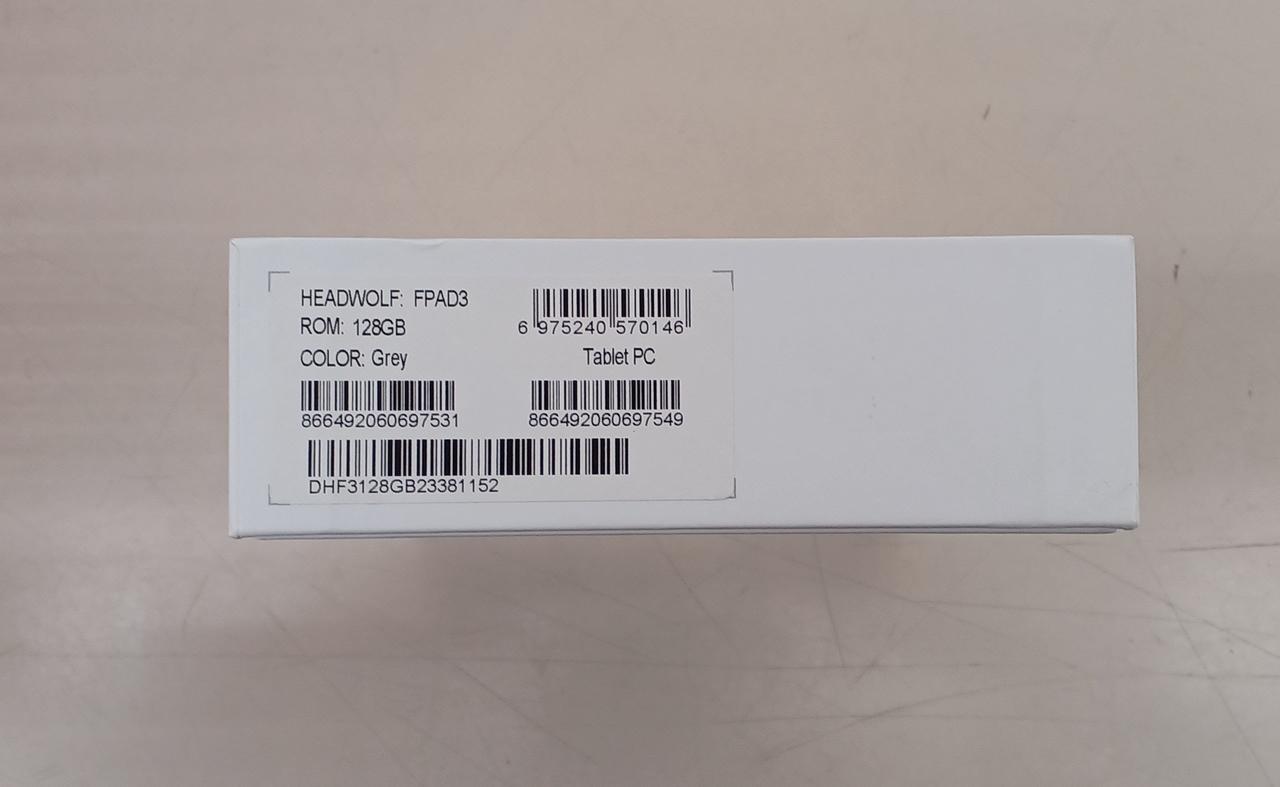 HEADWOLF: FPAD3
ROM: 128GB
COLOR: Grey
6 975240 570146
Tablet PC
866492060697531
866492060697549
DHF3128GB23381152